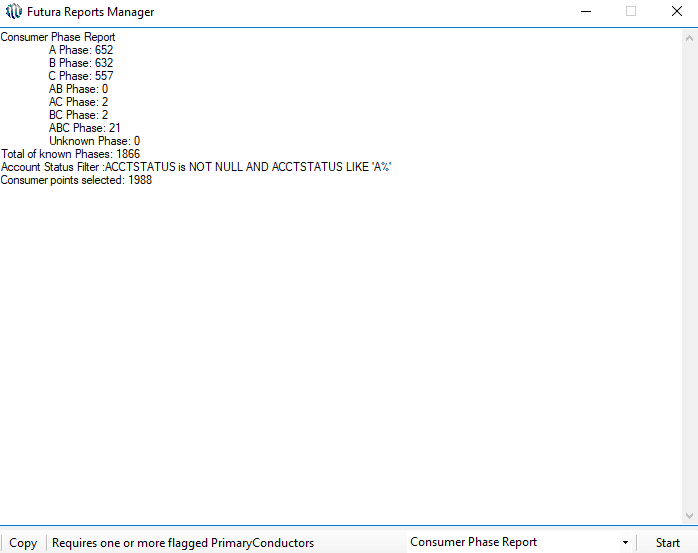 Futura Reports Manager
Consumer Phase Report
A Phase: 652
B Phase: 632
C Phase: 557
AB Phase: 0
AC Phase: 2
BC Phase: 2
ABC Phase: 21
Unknown Phase: 0
Total of known Phases: 1866
Account Status Filter :ACCTSTATUS is NOT NULL AND ACCTSTATUS LIKE 'A%'
Consumer points selected: 1988
Copy Requires one or more flagged PrimaryConductors Consumer Phase Report Start